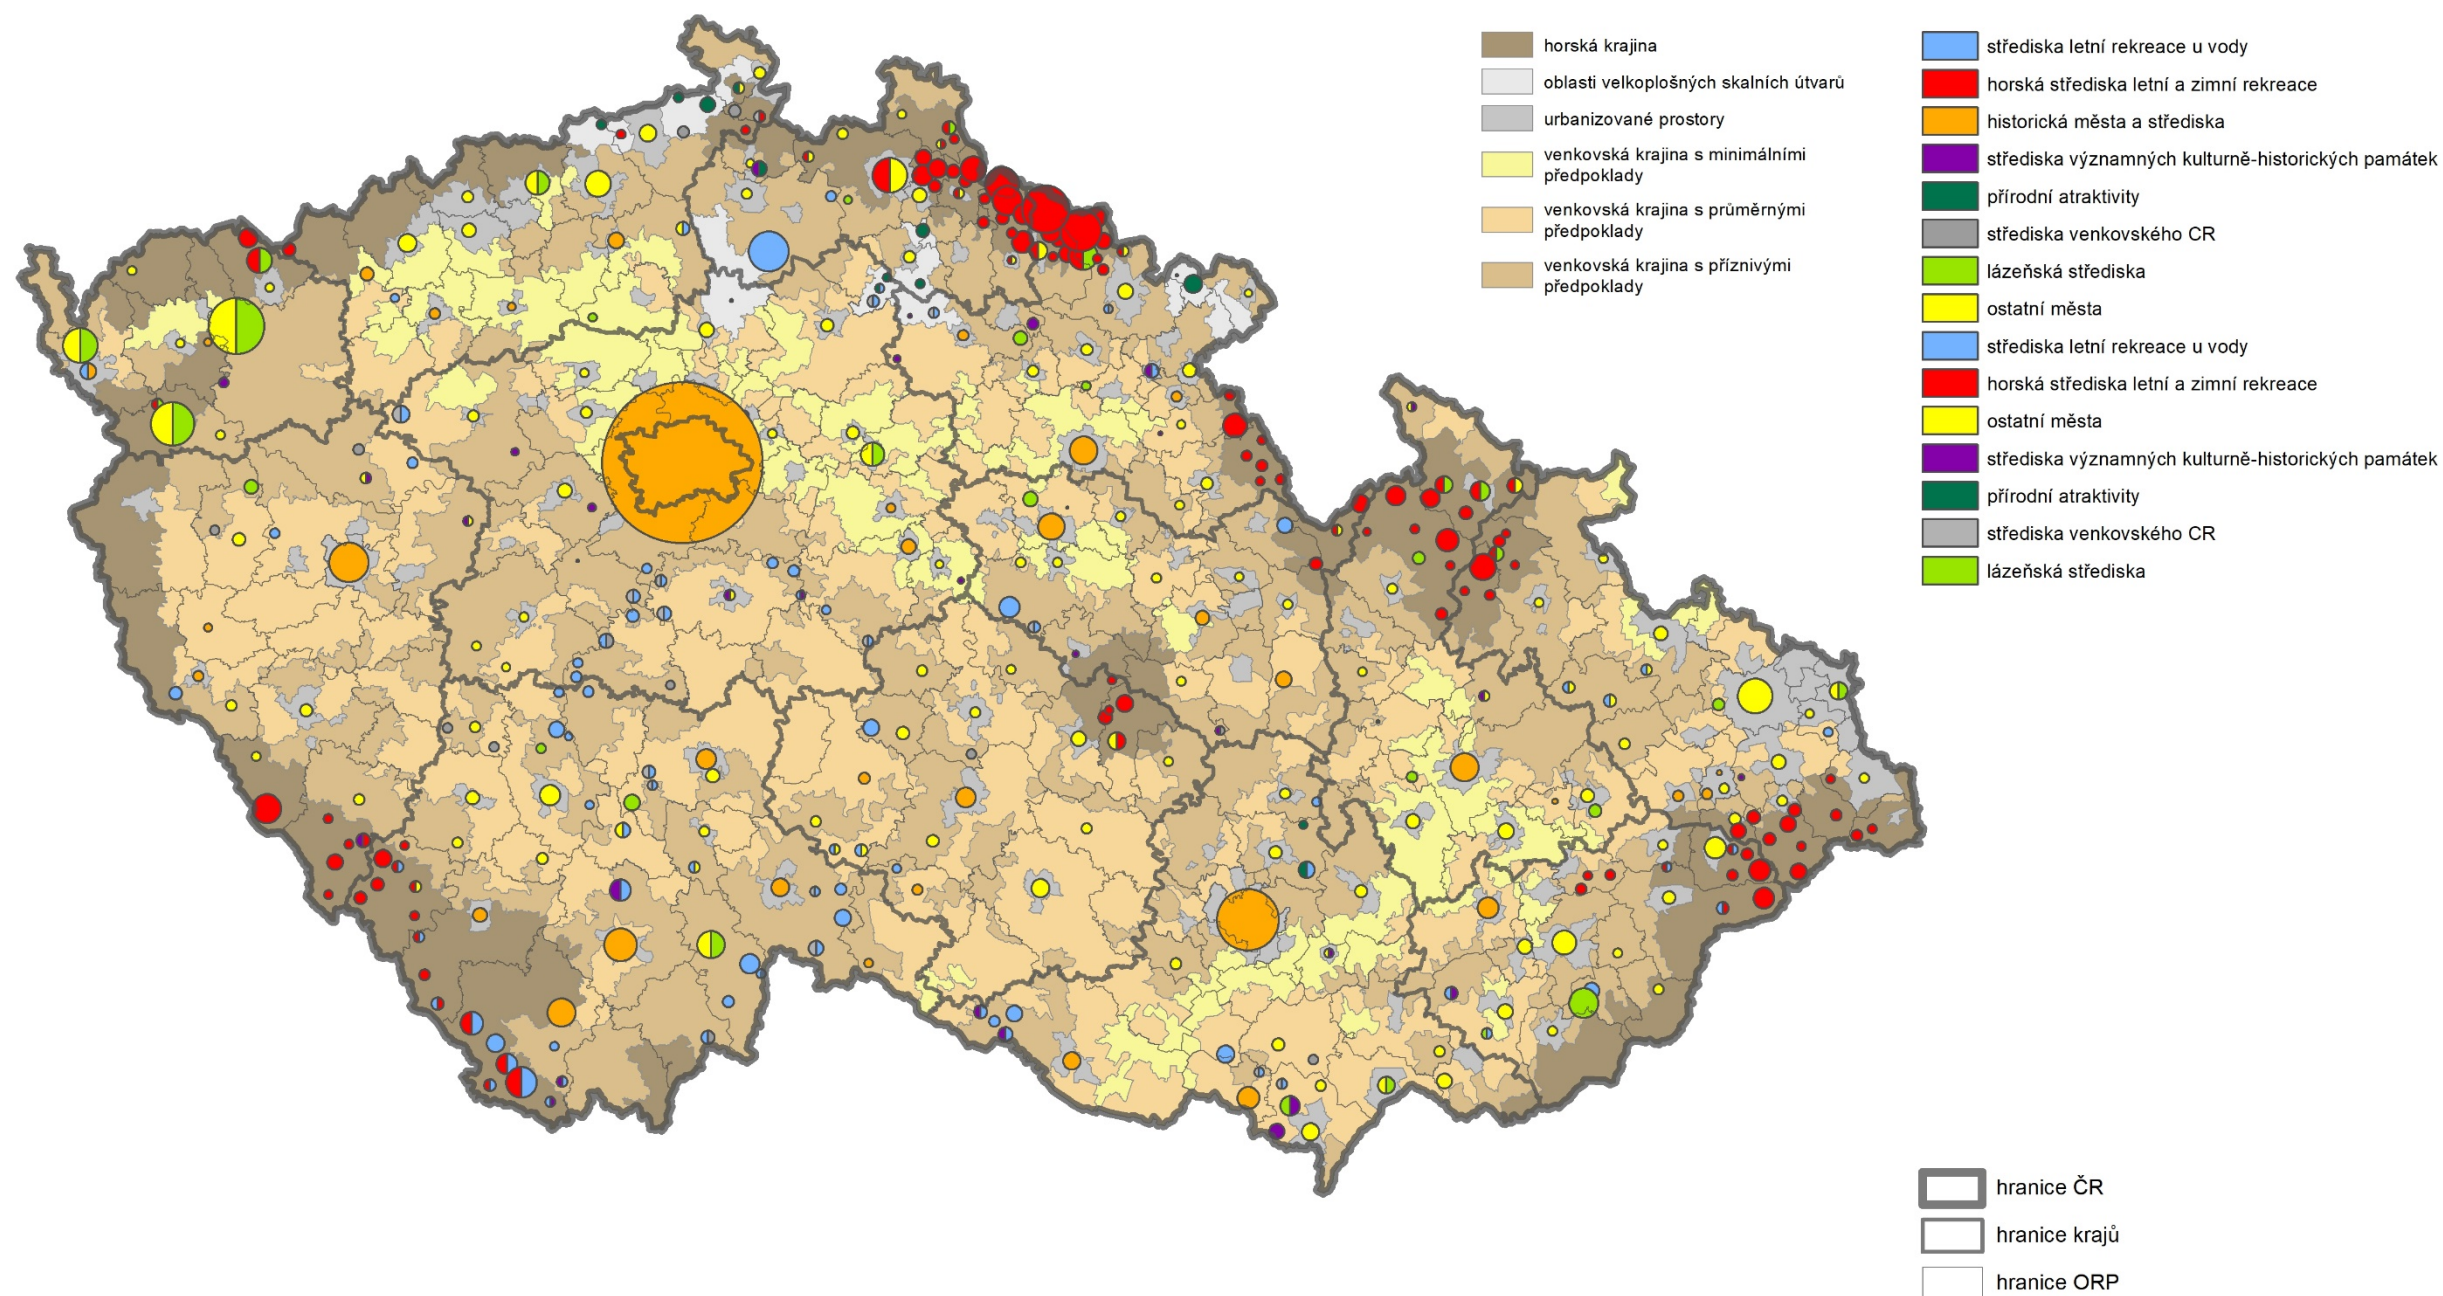 horská krajina
oblasti velkoplošných skalních útvarů
urbanizované prostory
venkovská krajina s minimálními
předpoklady
venkovská krajina s průměrnými
předpoklady
venkovská krajina s příznivými
předpoklady
střediska letní rekreace u vody
horská střediska letní a zimní rekreace
historická města a střediska
střediska významných kulturně-historických památek
přírodní atraktivity
střediska venkovského CR
lázeňská střediska
ostatní města
střediska letní rekreace u vody
horská střediska letní a zimní rekreace
ostatní města
střediska významných kulturně-historických památek
přírodní atraktivity
střediska venkovského CR
lázeňská střediska
hranice ČR
hranice krajů
hranice ORP